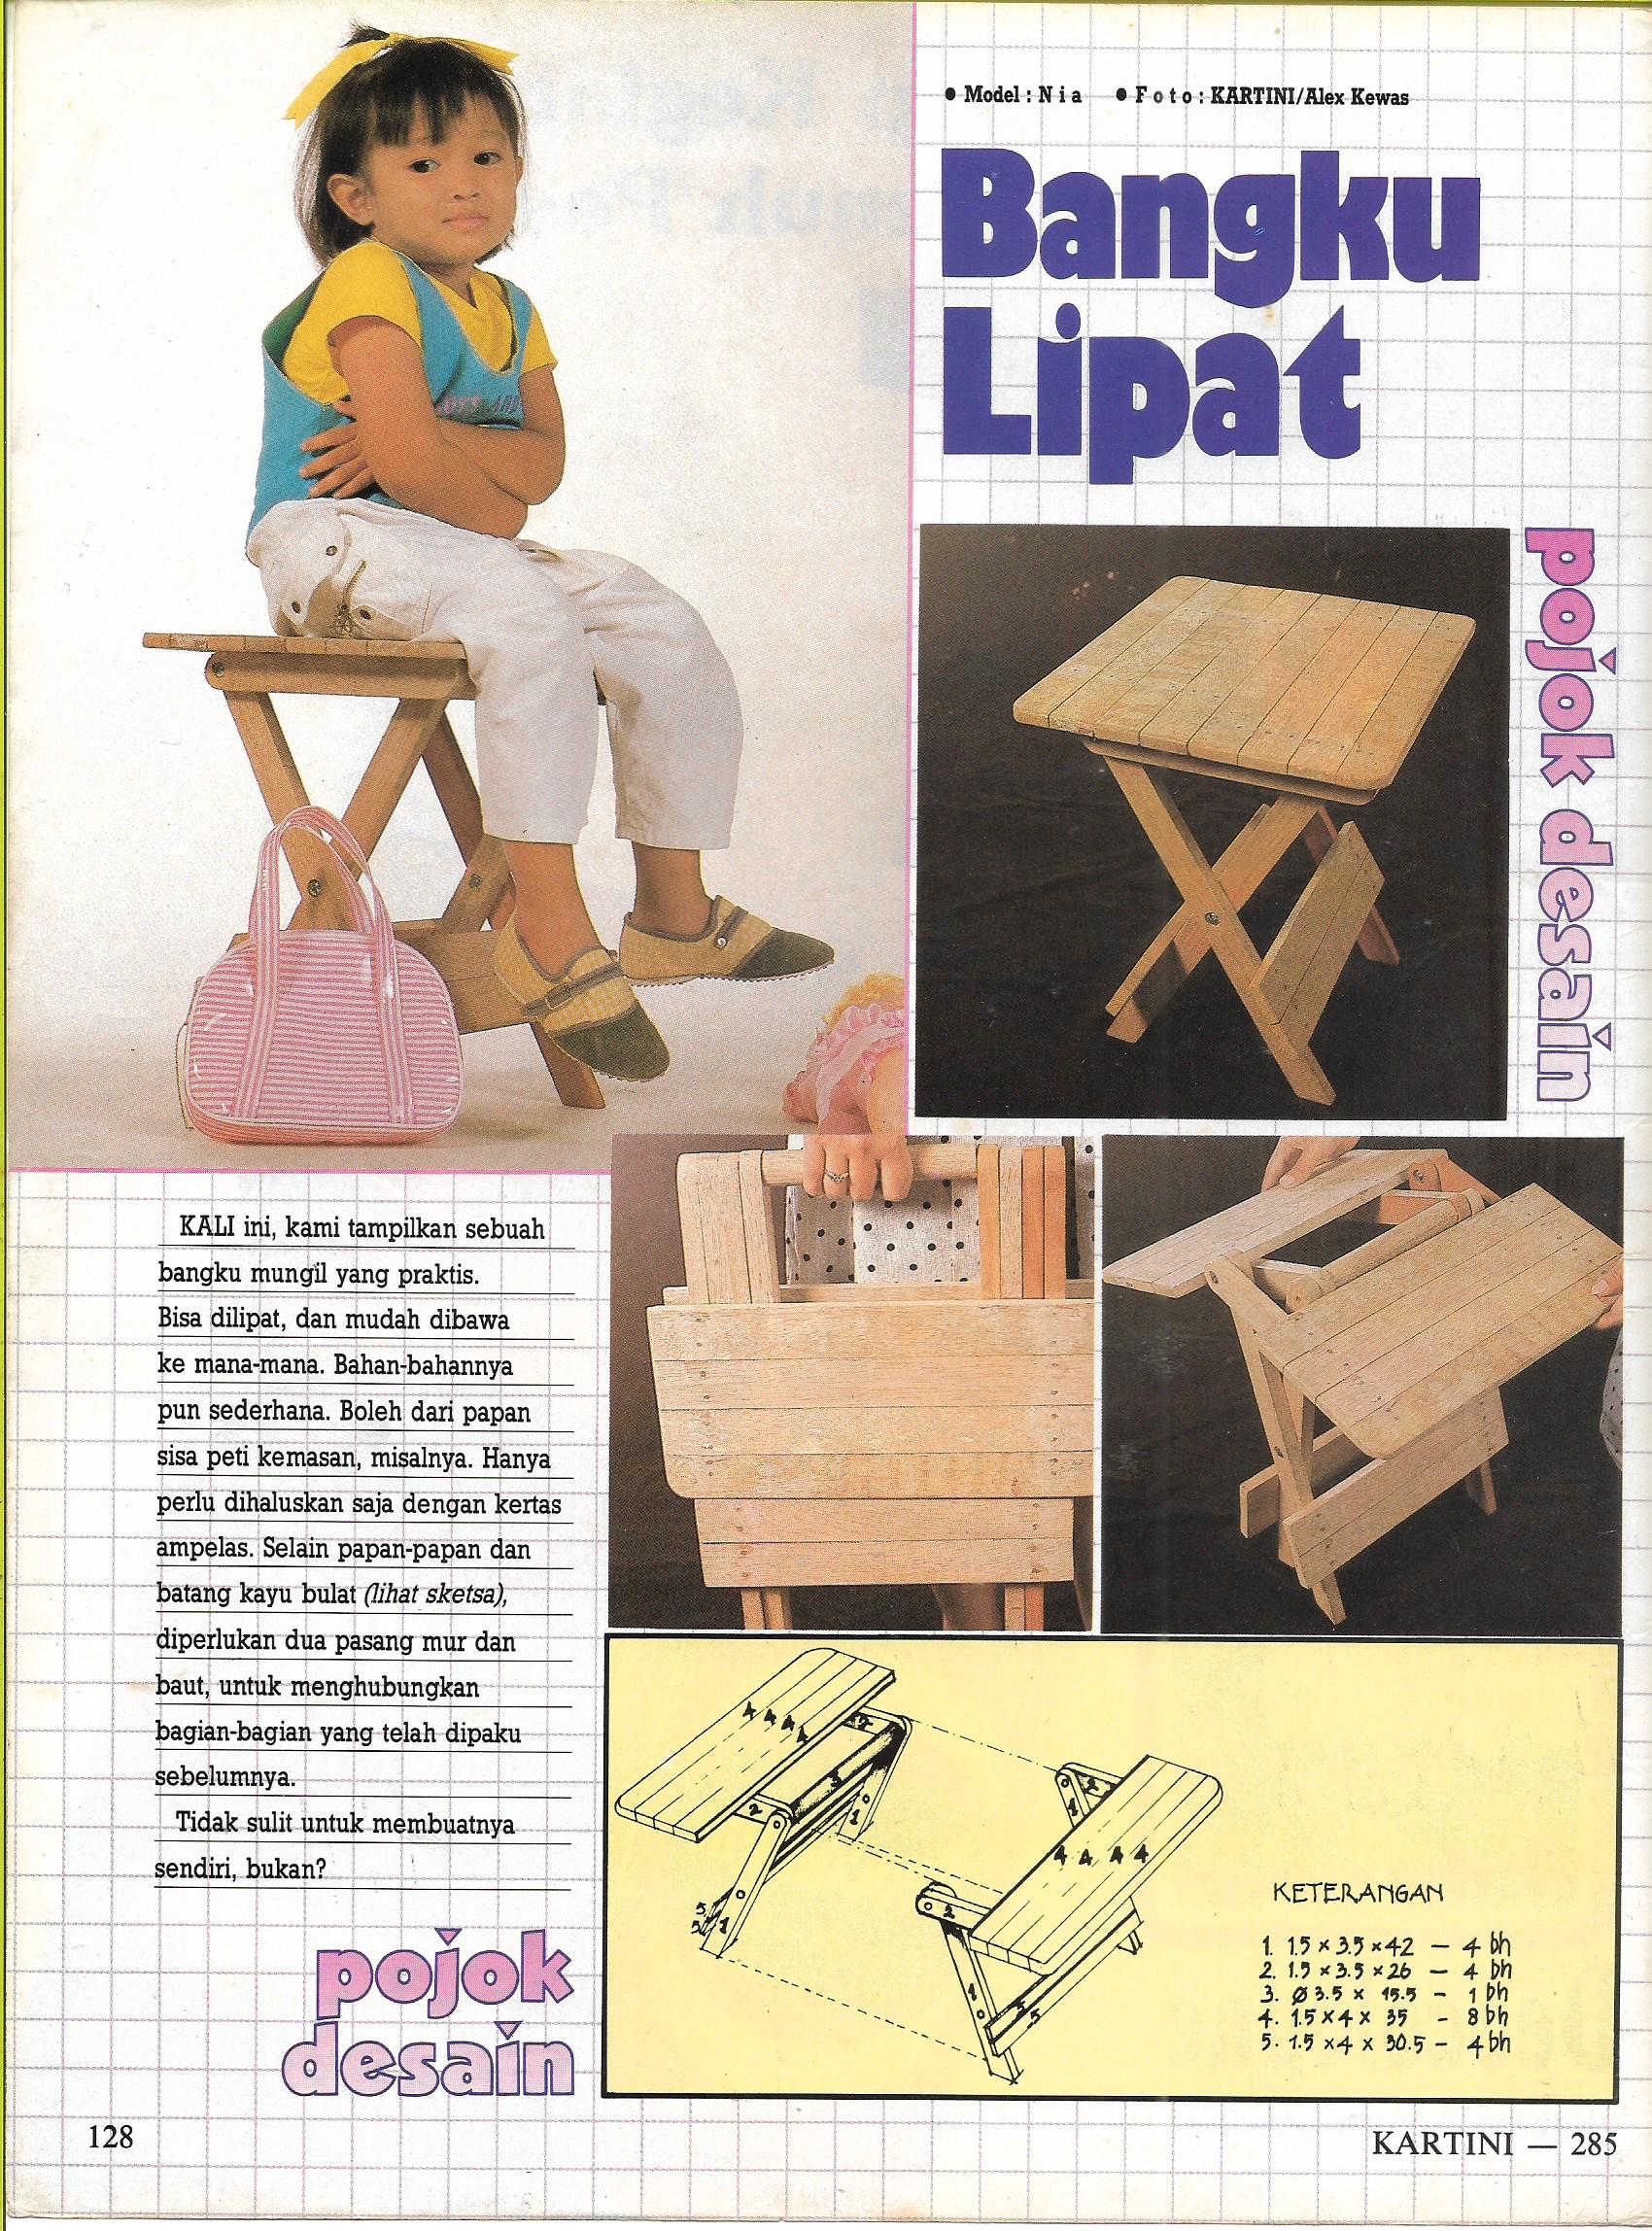 ● Model : Nia ● Foto : KARTINI/Alex Kewas
Bangku
Lipat
pojok desain
KALI ini, kami tampilkan sebuah
bangku mungil yang praktis.
Bisa dilipat, dan mudah dibawa
ke mana-mana. Bahan-bahannya
pun sederhana. Boleh dari papan
sisa peti kemasan, misalnya. Hanya
perlu dihaluskan saja dengan kertas
ampelas. Selain papan-papan dan
batang kayu bulat (lihat sketsa),
diperlukan dua pasang mur dan
baut, untuk menghubungkan
bagian-bagian yang telah dipaku
sebelumnya.
Tidak sulit untuk membuatnya
sendiri, bukan?
pojok
desain
4 4 4 4
2
3
2
1
5
5 1
2
1
4 4 4 4
2
1
5
5
KETERANGAN
1. 1.5 x 3.5 x 42 — 4 bh
2. 1.5 x 3.5 x 26 — 4 bh
3. Ø 3.5 x 15.5 - 1 bh
4. 1.5 x 4 x 35 - 8 bh
5. 1.5 x 4 x 30.5 - 4 bh
128
KARTINI — 285